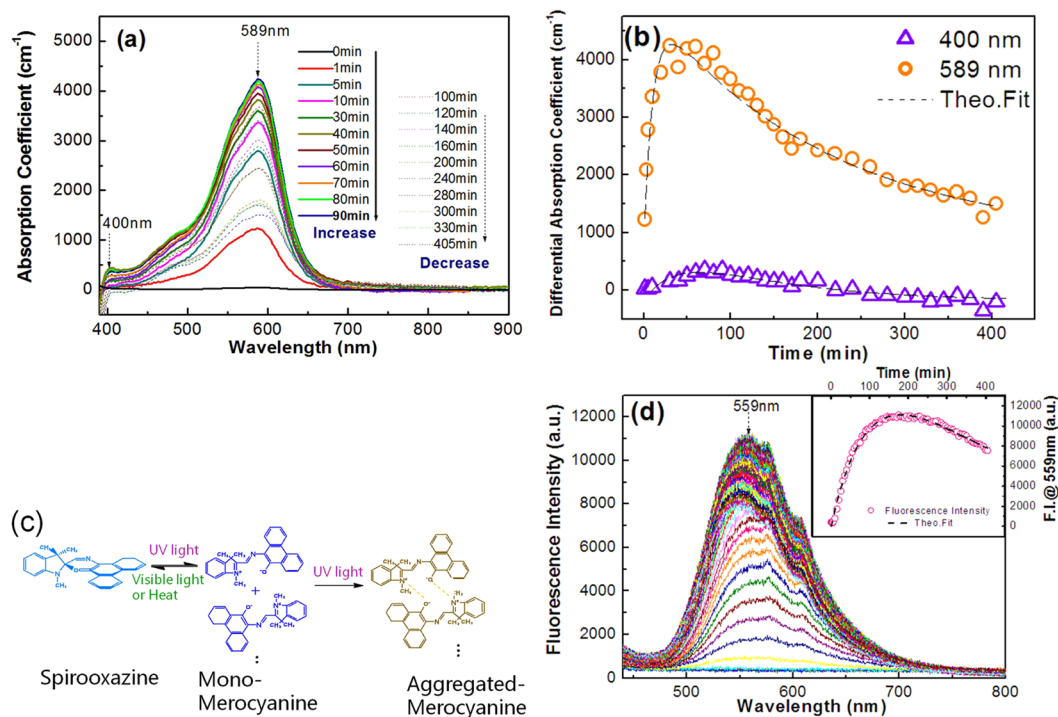 (a)
589nm
400nm
0min
1min
5min
10min
30min
40min
50min
60min
70min
80min
90min
Increase
100min
120min
140min
160min
200min
240min
280min
300min
330min
405min
Decrease
Absorption Coefficient (cm⁻¹)
5000
4000
3000
2000
1000
0
400 500 600 700 800 900
Wavelength (nm)
(b)
400 nm
589 nm
Theo.Fit
Differential Absorption Coefficient (cm⁻¹)
4000
3000
2000
1000
0
0 100 200 300 400
Time (min)
(c)
UV light
Visible light
or Heat
UV light
+
Spirooxazine
Mono-
Merocyanine
Aggregated-
Merocyanine
(d)
559nm
Fluorescence Intensity (a.u.)
12000
10000
8000
6000
4000
2000
0
500 600 700 800
Wavelength (nm)
Time (min)
0 100 200 300 400
Fluorescence Intensity
Theo.Fit
12000
10000
8000
6000
4000
2000
0
F.I.@ 559nm (a.u.)